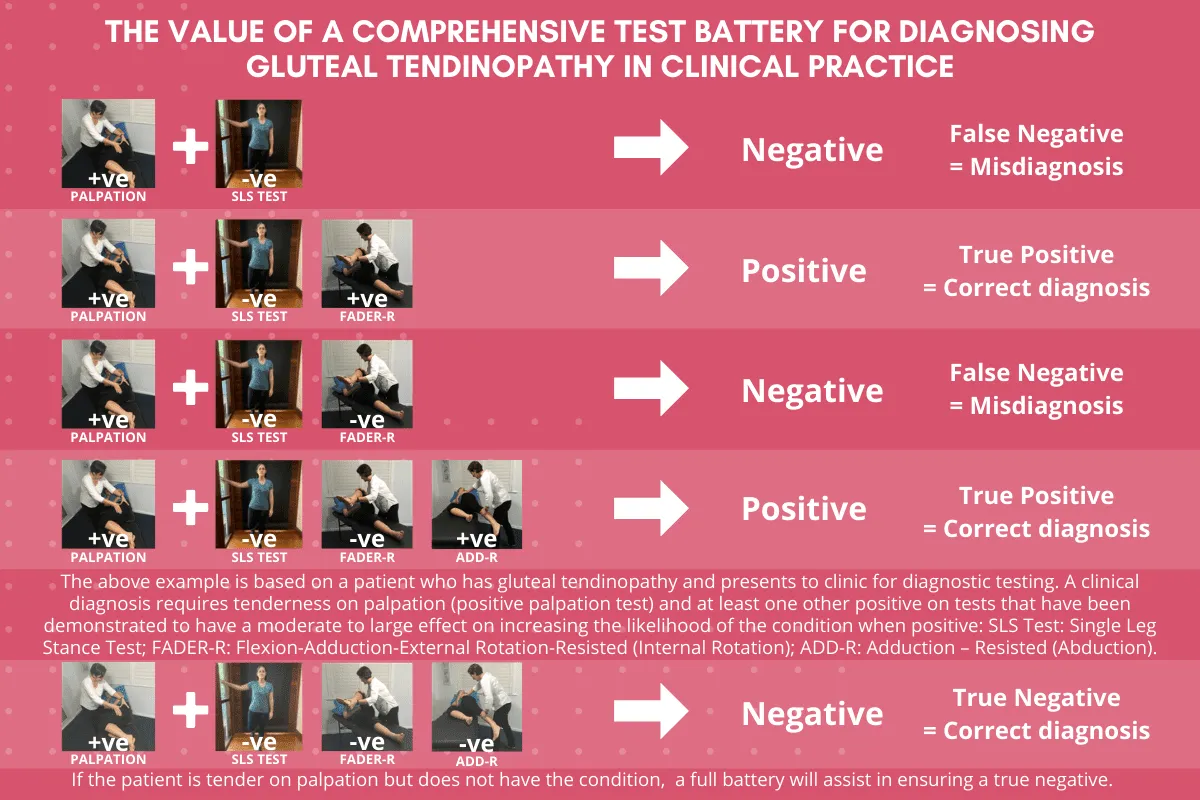 THE VALUE OF A COMPREHENSIVE TEST BATTERY FOR DIAGNOSING
GLUTEAL TENDINOPATHY IN CLINICAL PRACTICE
+ve -ve
PALPATION SLS TEST
Negative
False Negative
= Misdiagnosis
+ve -ve +ve
PALPATION SLS TEST FADER-R
Positive
True Positive
= Correct diagnosis
+ve -ve -ve
PALPATION SLS TEST FADER-R
Negative
False Negative
= Misdiagnosis
+ve -ve -ve +ve
PALPATION SLS TEST FADER-R ADD-R
Positive
True Positive
= Correct diagnosis
The above example is based on a patient who has gluteal tendinopathy and presents to clinic for diagnostic testing. A clinical
diagnosis requires tenderness on palpation (positive palpation test) and at least one other positive on tests that have been
demonstrated to have a moderate to large effect on increasing the likelihood of the condition when positive: SLS Test: Single Leg
Stance Test; FADER-R: Flexion-Adduction-External Rotation-Resisted (Internal Rotation); ADD-R: Adduction – Resisted (Abduction).
+ve -ve -ve -ve
PALPATION SLS TEST FADER-R ADD-R
Negative
True Negative
= Correct diagnosis
If the patient is tender on palpation but does not have the condition, a full battery will assist in ensuring a true negative.